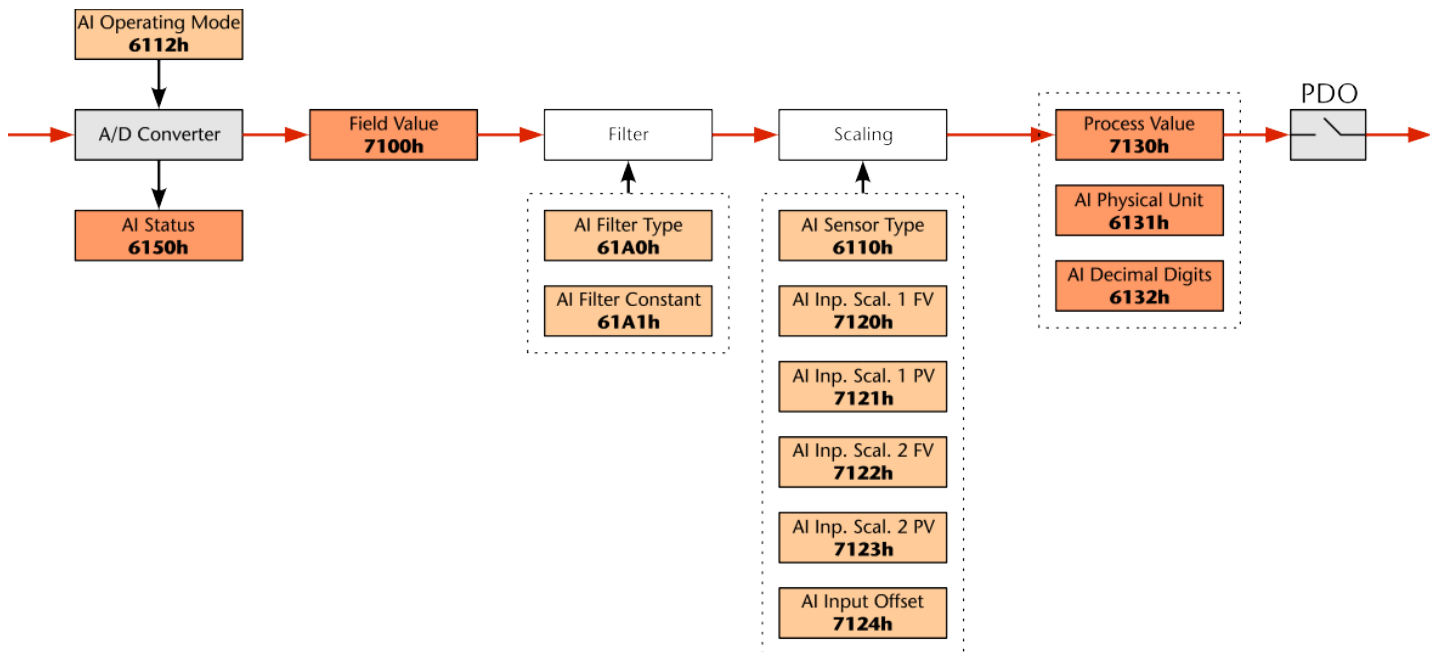 AI Operating Mode
6112h
A/D Converter
AI Status
6150h
Field Value
7100h
Filter
AI Filter Type
61A0h
AI Filter Constant
61A1h
Scaling
AI Sensor Type
6110h
AI Inp. Scal. 1 FV
7120h
AI Inp. Scal. 1 PV
7121h
AI Inp. Scal. 2 FV
7122h
AI Inp. Scal. 2 PV
7123h
AI Input Offset
7124h
Process Value
7130h
AI Physical Unit
6131h
AI Decimal Digits
6132h
PDO